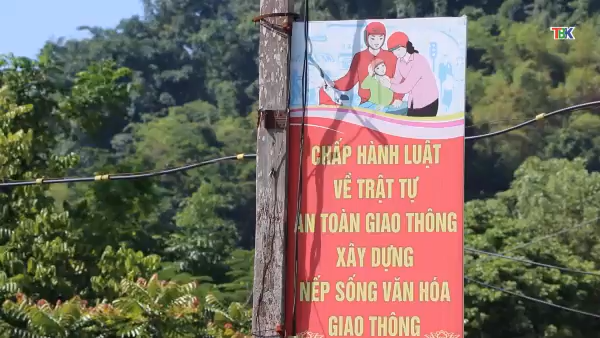 TBK
CHẤP HÀNH LUẬT
VỀ TRẬT TỰ
AN TOÀN GIAO THÔNG
XÂY DỰNG
NẾP SỐNG VĂN HÓA
GIAO THÔNG